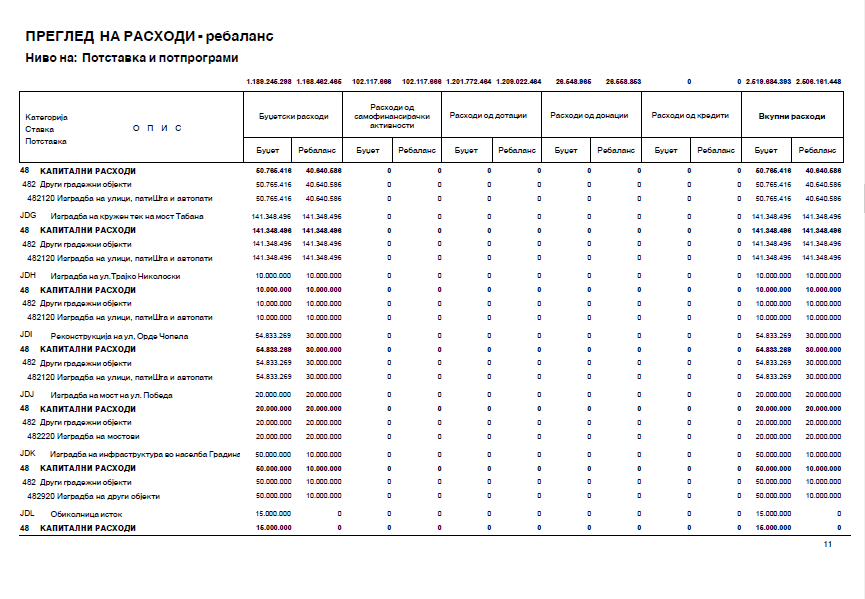 ПРЕГЛЕД НА РАСХОДИ - ребаланс
Ниво на: Потставка и потпрограми
1.189.245.298 1.168.462.465 102.117.666 102.117.666 1.201.772.464 1.209.022.464 26.548.965 26.558.853 0 0 2.519.684.393 2.506.161.448
Категорија
Ставка
Потставка
О П И С
Буџетски расходи
Расходи од самофинансирачки активности
Расходи од дотации
Расходи од донации
Расходи од кредити
Вкупни расходи
Буџет Ребаланс Буџет Ребаланс Буџет Ребаланс Буџет Ребаланс Буџет Ребаланс Буџет Ребаланс
48 КАПИТАЛНИ РАСХОДИ 50.765.416 40.640.586 0 0 0 0 0 0 0 0 50.765.416 40.640.586
482 Други градежни објекти 50.765.416 40.640.586 0 0 0 0 0 0 0 0 50.765.416 40.640.586
482120 Изградба на улици, патиШта и автопати 50.765.416 40.640.586 0 0 0 0 0 0 0 0 50.765.416 40.640.586
JDG Изградба на кружен тек на мост Табана 141.348.496 141.348.496 0 0 0 0 0 0 0 0 141.348.496 141.348.496
48 КАПИТАЛНИ РАСХОДИ 141.348.496 141.348.496 0 0 0 0 0 0 0 0 141.348.496 141.348.496
482 Други градежни објекти 141.348.496 141.348.496 0 0 0 0 0 0 0 0 141.348.496 141.348.496
482120 Изградба на улици, патиШта и автопати 141.348.496 141.348.496 0 0 0 0 0 0 0 0 141.348.496 141.348.496
JDH Изградба на ул.Трајко Николоски 10.000.000 10.000.000 0 0 0 0 0 0 0 0 10.000.000 10.000.000
48 КАПИТАЛНИ РАСХОДИ 10.000.000 10.000.000 0 0 0 0 0 0 0 0 10.000.000 10.000.000
482 Други градежни објекти 10.000.000 10.000.000 0 0 0 0 0 0 0 0 10.000.000 10.000.000
482120 Изградба на улици, патиШта и автопати 10.000.000 10.000.000 0 0 0 0 0 0 0 0 10.000.000 10.000.000
JDI Реконструкција на ул, Орде Чопела 54.833.269 30.000.000 0 0 0 0 0 0 0 0 54.833.269 30.000.000
48 КАПИТАЛНИ РАСХОДИ 54.833.269 30.000.000 0 0 0 0 0 0 0 0 54.833.269 30.000.000
482 Други градежни објекти 54.833.269 30.000.000 0 0 0 0 0 0 0 0 54.833.269 30.000.000
482120 Изградба на улици, патиШта и автопати 54.833.269 30.000.000 0 0 0 0 0 0 0 0 54.833.269 30.000.000
JDJ Изградба на мост на ул. Победа 20.000.000 20.000.000 0 0 0 0 0 0 0 0 20.000.000 20.000.000
48 КАПИТАЛНИ РАСХОДИ 20.000.000 20.000.000 0 0 0 0 0 0 0 0 20.000.000 20.000.000
482 Други градежни објекти 20.000.000 20.000.000 0 0 0 0 0 0 0 0 20.000.000 20.000.000
482220 Изградба на мостови 20.000.000 20.000.000 0 0 0 0 0 0 0 0 20.000.000 20.000.000
JDK Изградба на инфраструктура во населба Градина 50.000.000 10.000.000 0 0 0 0 0 0 0 0 50.000.000 10.000.000
48 КАПИТАЛНИ РАСХОДИ 50.000.000 10.000.000 0 0 0 0 0 0 0 0 50.000.000 10.000.000
482 Други градежни објекти 50.000.000 10.000.000 0 0 0 0 0 0 0 0 50.000.000 10.000.000
482920 Изградба на други објекти 50.000.000 10.000.000 0 0 0 0 0 0 0 0 50.000.000 10.000.000
JDL Обиколница исток 15.000.000 0 0 0 0 0 0 0 0 0 15.000.000 0
48 КАПИТАЛНИ РАСХОДИ 15.000.000 0 0 0 0 0 0 0 0 0 15.000.000 0
11